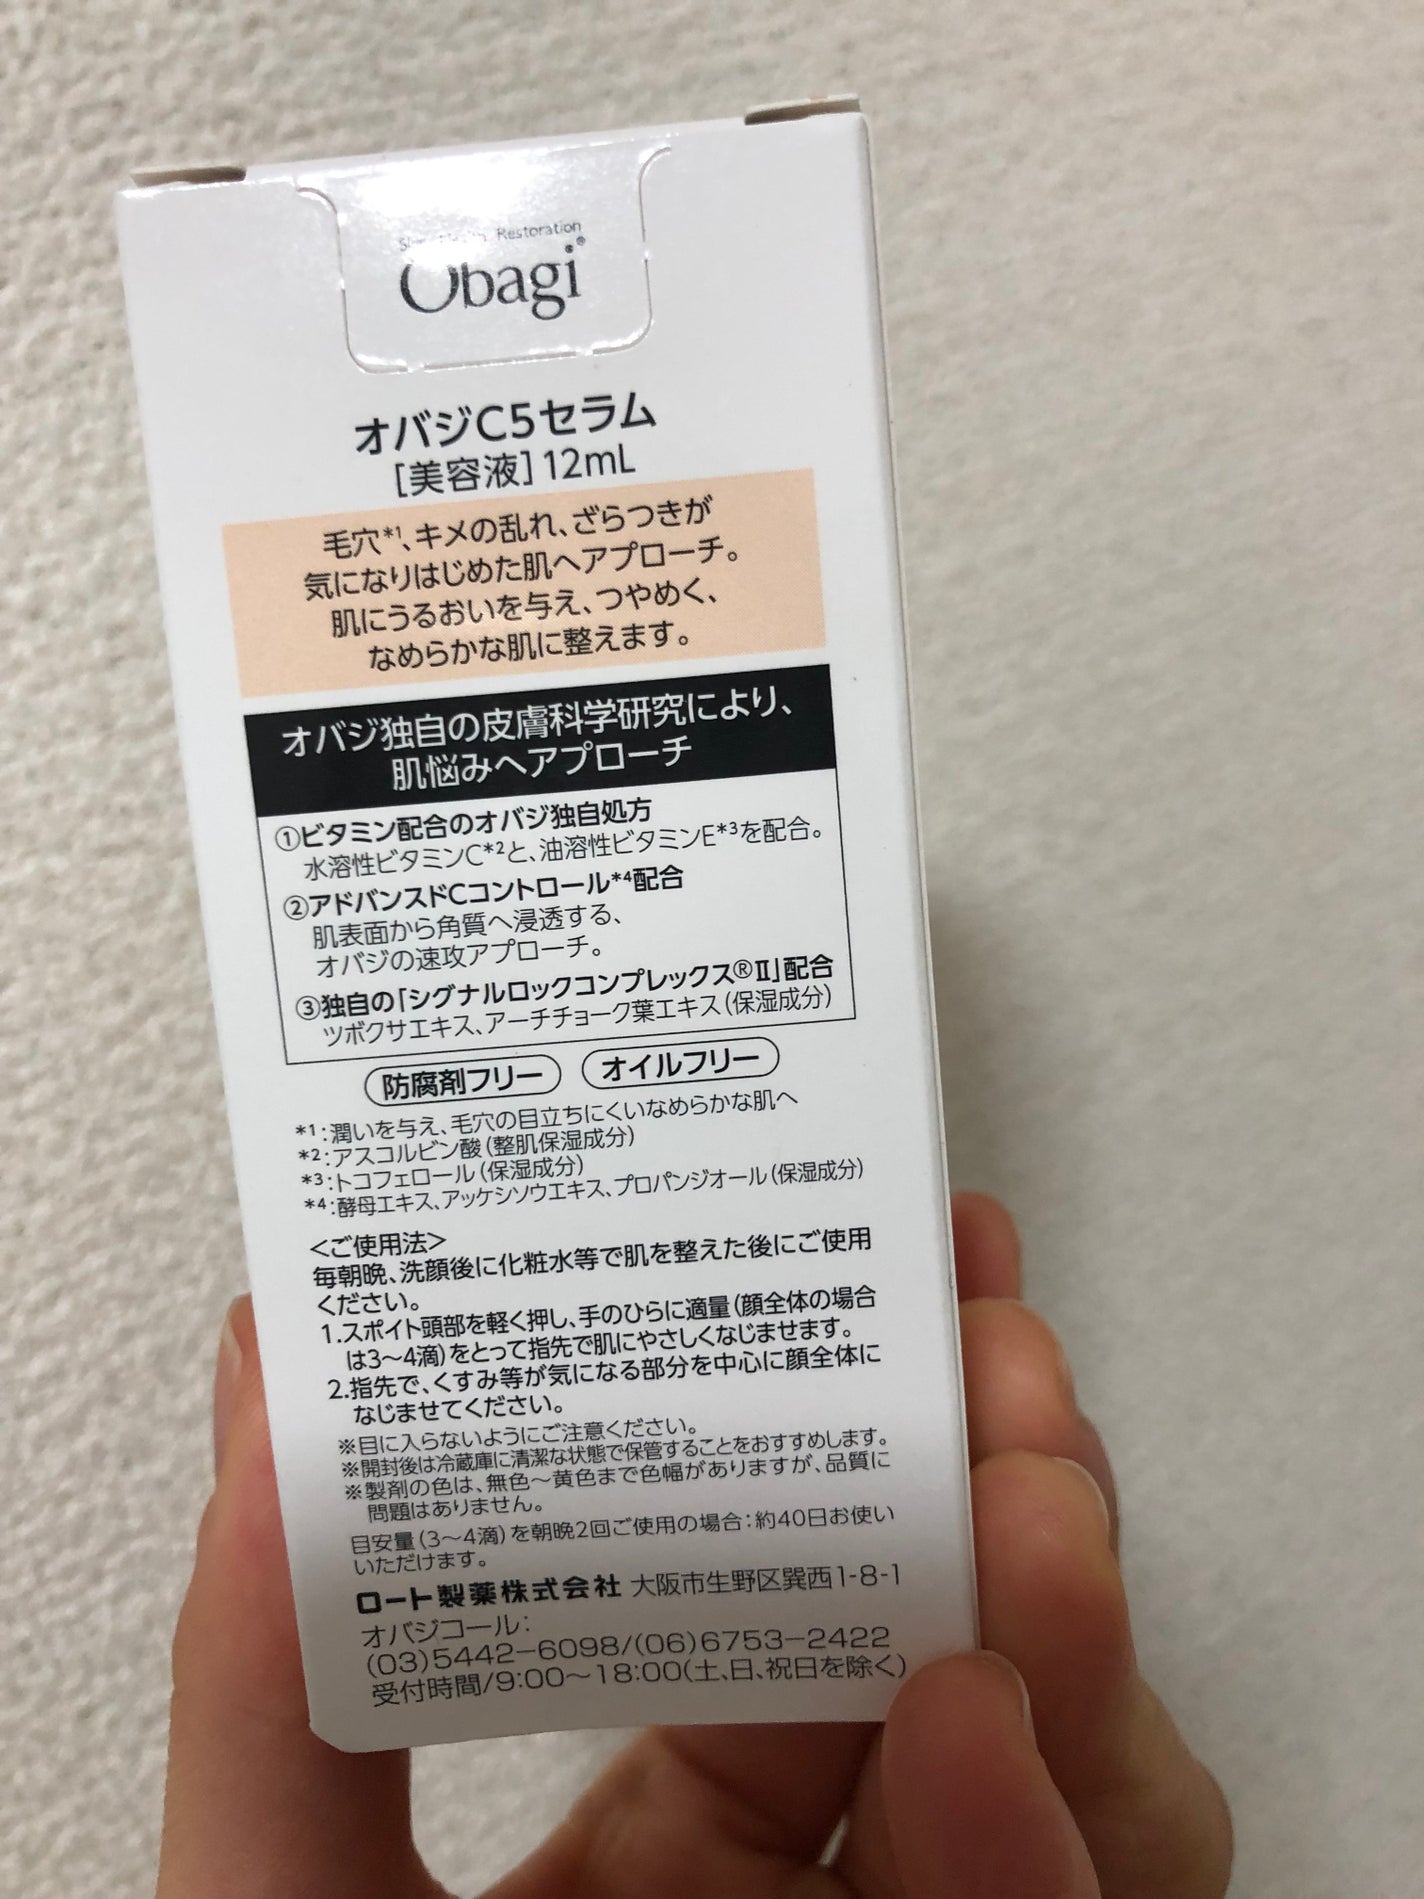 Restoration
Obagi®
オバジC5セラム
[美容液] 12mL
毛穴*1、キメの乱れ、ざらつきが
気になりはじめた肌へアプローチ。
肌にうるおいを与え、つやめく、
なめらかな肌に整えます。
オバジ独自の皮膚科学研究により、
肌悩みへアプローチ
①ビタミン配合のオバジ独自処方
水溶性ビタミンC*2と、油溶性ビタミンE*3を配合。
②アドバンスドCコントロール*4配合
肌表面から角質へ浸透する、
オバジの速攻アプローチ。
③独自の「シグナルロックコンプレックス®Ⅱ」配合
ツボクサエキス、アーチチョーク葉エキス(保湿成分)
防腐剤フリー オイルフリー
*1:潤いを与え、毛穴の目立ちにくいなめらかな肌へ
*2:アスコルビン酸(整肌保湿成分)
*3:トコフェロール(保湿成分)
*4:酵母エキス、アッケシソウエキス、プロパンジオール(保湿成分)
<ご使用法>
毎朝晩、洗顔後に化粧水等で肌を整えた後にご使用
ください。
1.スポイト頭部を軽く押し、手のひらに適量(顔全体の場合
は3〜4滴)をとって指先で肌にやさしくなじませます。
2.指先で、くすみ等が気になる部分を中心に顔全体に
なじませてください。
※目に入らないようにご注意ください。
※開封後は冷蔵庫に清潔な状態で保管することをおすすめします。
※製剤の色は、無色〜黄色まで色幅がありますが、品質に
問題はありません。
目安量(3〜4滴)を朝晩2回ご使用の場合:約40日お使い
いただけます。
ロート製薬株式会社 大阪市生野区巽西1-8-1
オバジコール:
(03)5442-6098/(06)6753-2422
受付時間/9:00〜18:00(土、日、祝日を除く)